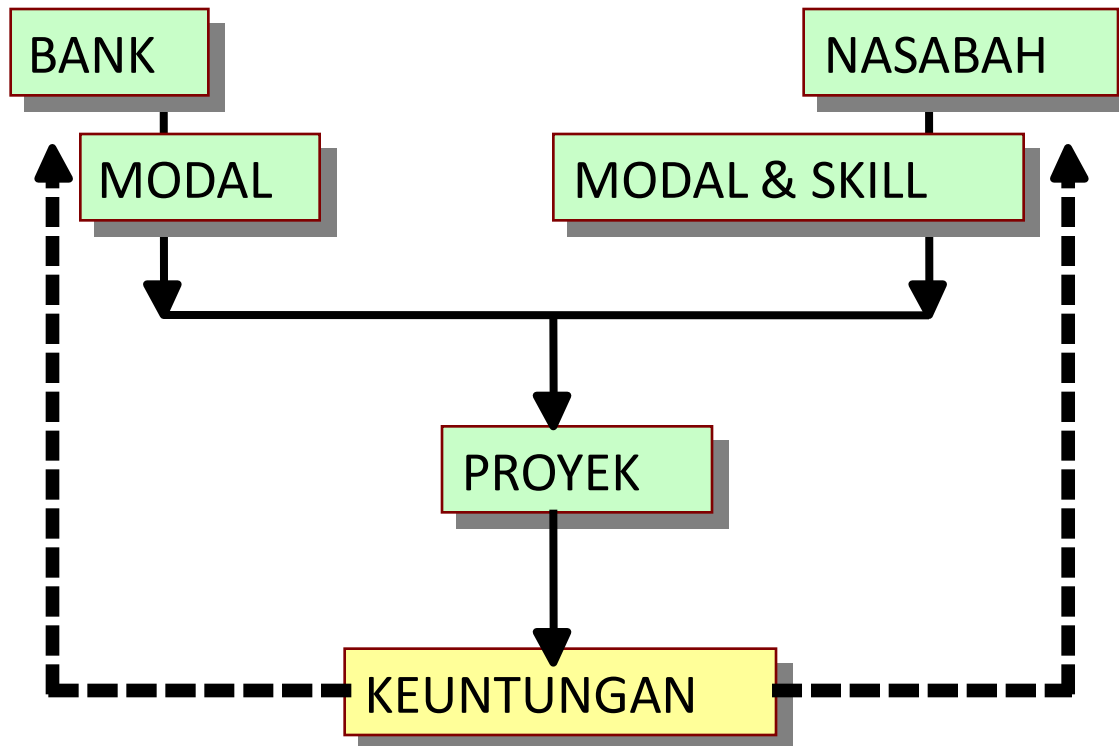 BANK
NASABAH
MODAL
MODAL & SKILL
PROYEK
KEUNTUNGAN